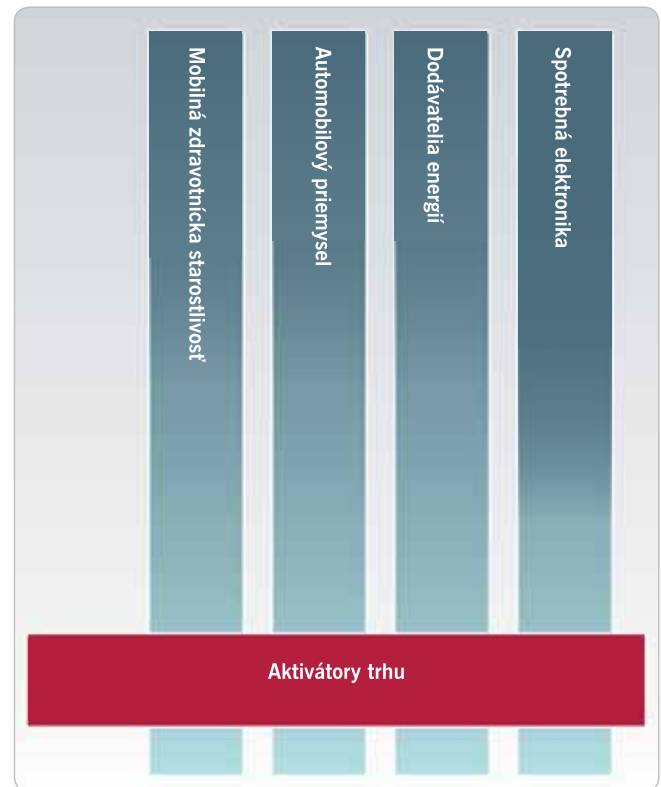 Mobilná zdravotnícka starostlivosť
Automobilový priemysel
Dodávatelia energií
Spotrebná elektronika
Aktivátory trhu